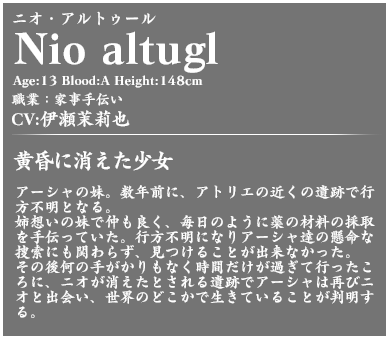 ニオ・アルトゥール
Nio altugl
Age:13 Blood:A Height:148cm
職業：家事手伝い
CV:伊瀬茉莉也
黄昏に消えた少女
アーシャの妹。数年前に、アトリエの近くの遺跡で行
方不明となる。
姉想いの妹で仲も良く、毎日のように薬の材料の採取
を手伝っていた。行方不明になりアーシャ達の懸命な
捜索にも関わらず、見つけることが出来なかった。
その後何の手がかりもなく時間だけが過ぎて行ったこ
ろに、ニオが消えたとされる遺跡でアーシャは再びニ
オと出会い、世界のどこかで生きていることが判明す
る。